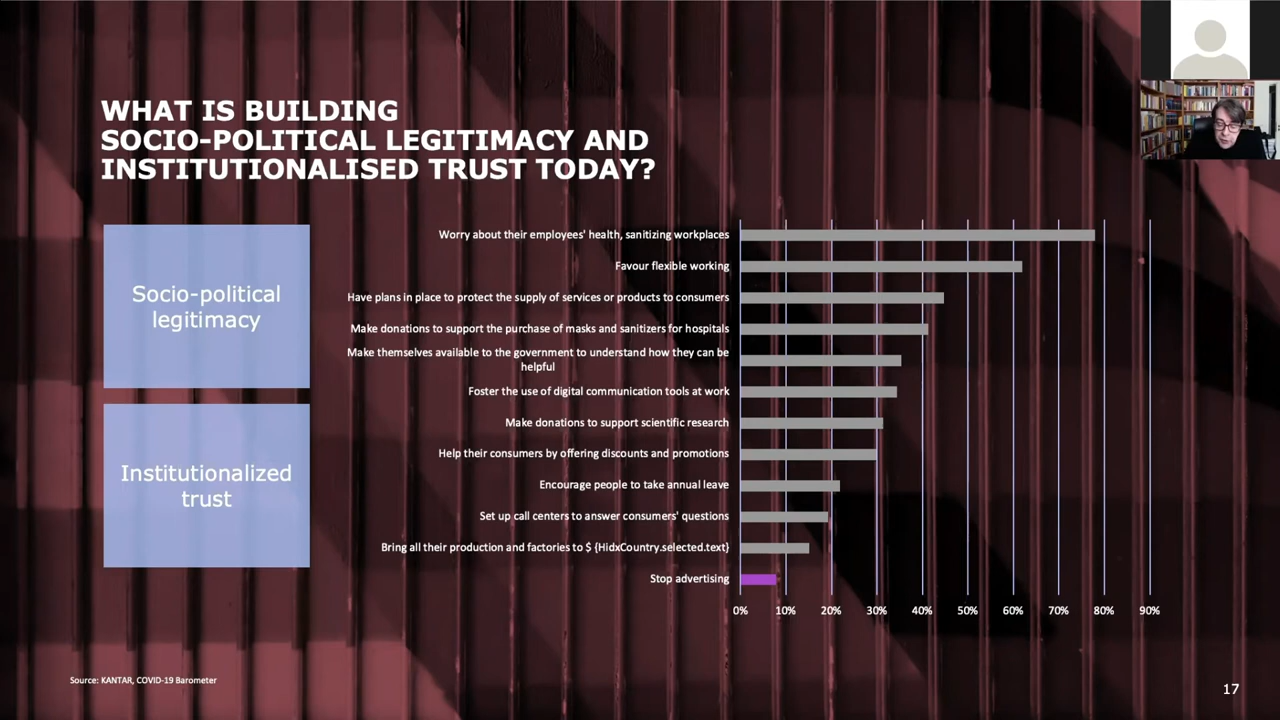 WHAT IS BUILDING
SOCIO-POLITICAL LEGITIMACY AND
INSTITUTIONALISED TRUST TODAY?
Socio-political
legitimacy
Institutionalized
trust
Worry about their employees' health, sanitizing workplaces
Favour flexible working
Have plans in place to protect the supply of services or products to consumers
Make donations to support the purchase of masks and sanitizers for hospitals
Make themselves available to the government to understand how they can be
helpful
Foster the use of digital communication tools at work
Make donations to support scientific research
Help their consumers by offering discounts and promotions
Encourage people to take annual leave
Set up call centers to answer consumers' questions
Bring all their production and factories to $ {HidxCountry.selected.text}
Stop advertising
0% 10% 20% 30% 40% 50% 60% 70% 80% 90%
Source: KANTAR, COVID-19 Barometer
17